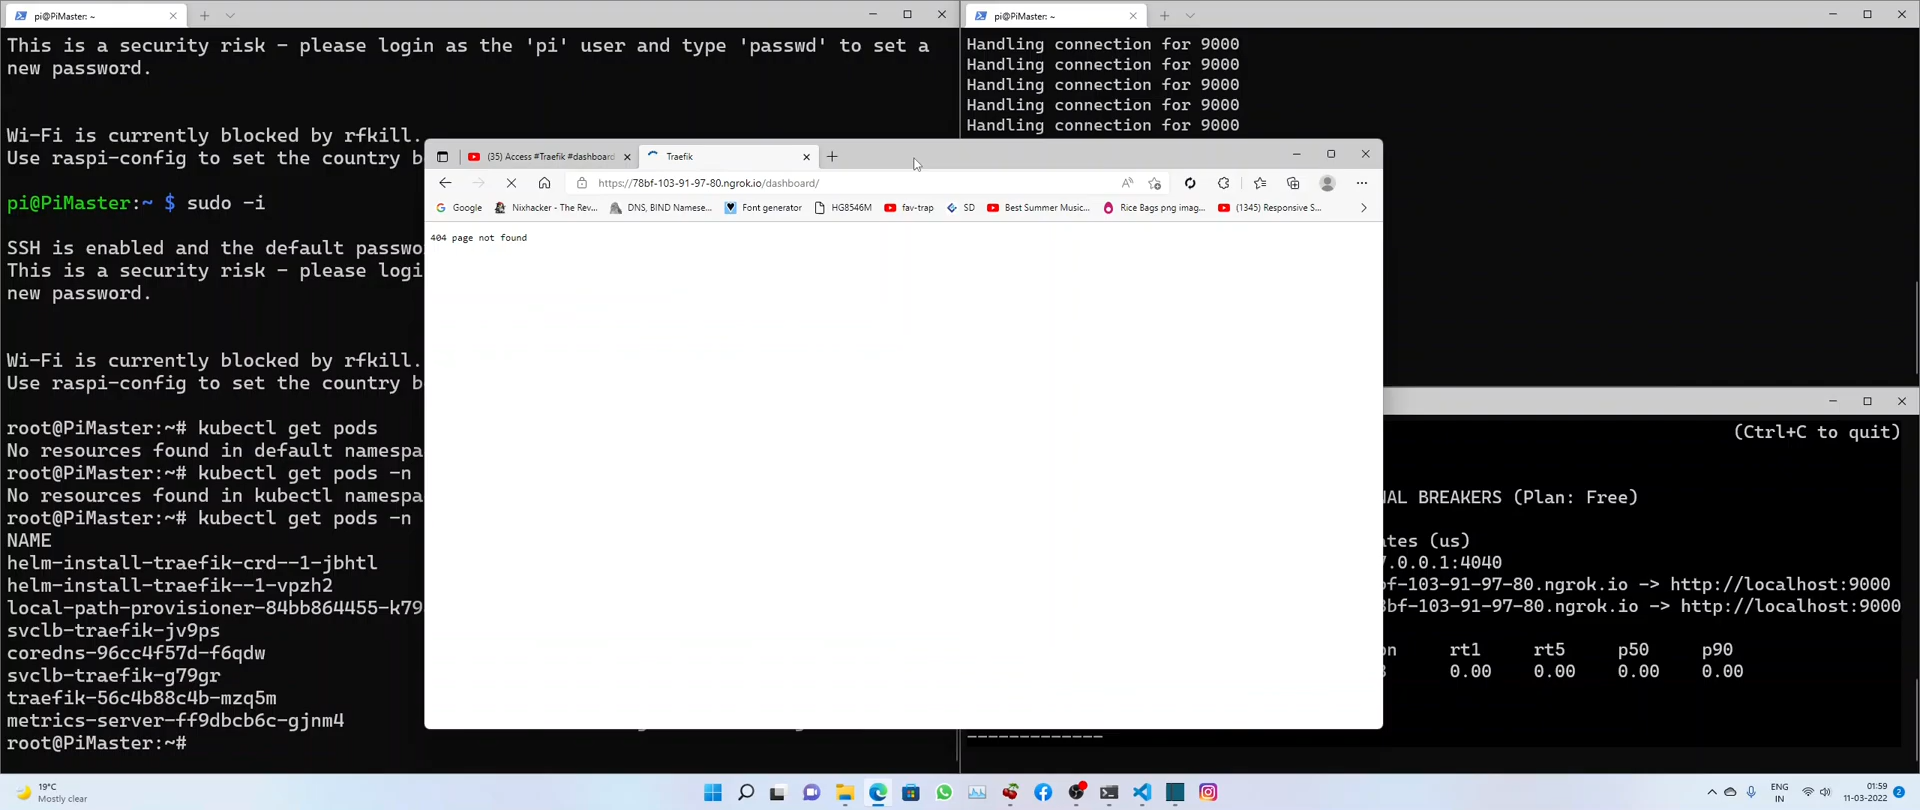 pi@PiMaster: ~
This is a security risk - please login as the 'pi' user and type 'passwd' to set a
new password.
Wi-Fi is currently blocked by rfkill.
Use raspi-config to set the country b
pi@PiMaster:~ $ sudo -i
SSH is enabled and the default passwo
This is a security risk - please logi
new password.
Wi-Fi is currently blocked by rfkill.
Use raspi-config to set the country b
root@PiMaster:~# kubectl get pods
No resources found in default namespa
root@PiMaster:~# kubectl get pods -n
No resources found in kubectl namespa
root@PiMaster:~# kubectl get pods -n
NAME
helm-install-traefik-crd--1-jbhtl
helm-install-traefik--1-vpzh2
local-path-provisioner-84bb864455-k79
svclb-traefik-jv9ps
coredns-96cc4f57d-f6qdw
svclb-traefik-g79gr
traefik-56c4b88c4b-mzq5m
metrics-server-ff9dbcb6c-gjnm4
root@PiMaster:~#
pi@PiMaster: ~
Handling connection for 9000
Handling connection for 9000
Handling connection for 9000
Handling connection for 9000
Handling connection for 9000
(35) Access #Traefik #dashboard
Traefik
https://78bf-103-91-97-80.ngrok.io/dashboard/
Google
Nixhacker - The Rev...
DNS, BIND Namese...
Font generator
HG8546M
fav-trap
SD
Best Summer Music...
Rice Bags png imag...
(1345) Responsive S...
404 page not found
(Ctrl+C to quit)
NAL BREAKERS (Plan: Free)
ates (us)
7.0.0.1:4040
bf-103-91-97-80.ngrok.io -> http://localhost:9000
8bf-103-91-97-80.ngrok.io -> http://localhost:9000
on rt1 rt5 p50 p90
0.00 0.00 0.00 0.00
-------------
19°C
Mostly clear
ENG
IN
01:59
11-03-2022
2